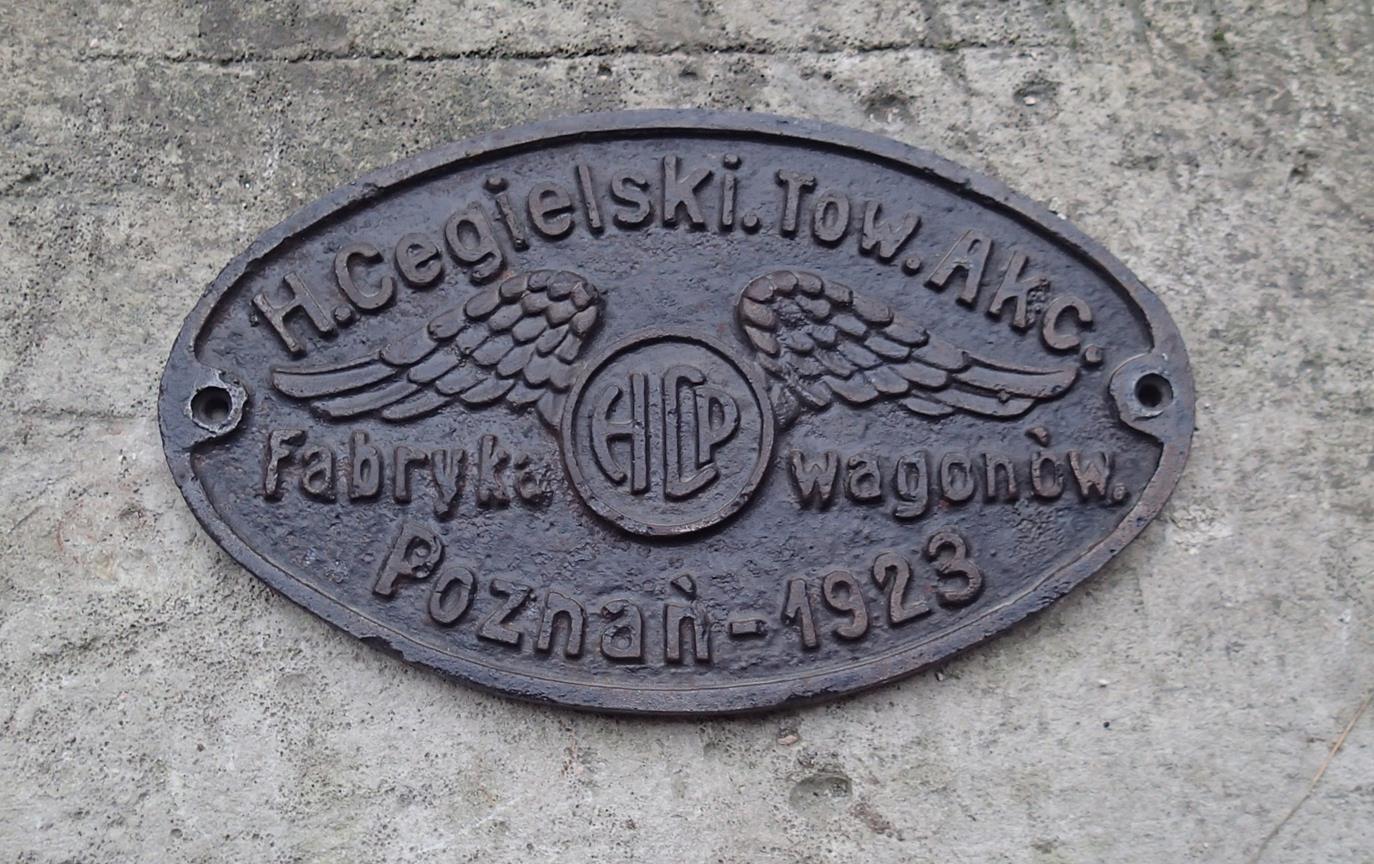 H. Cegielski. Tow. Akc.
HCP
Fabryka wagonów.
Poznań - 1923